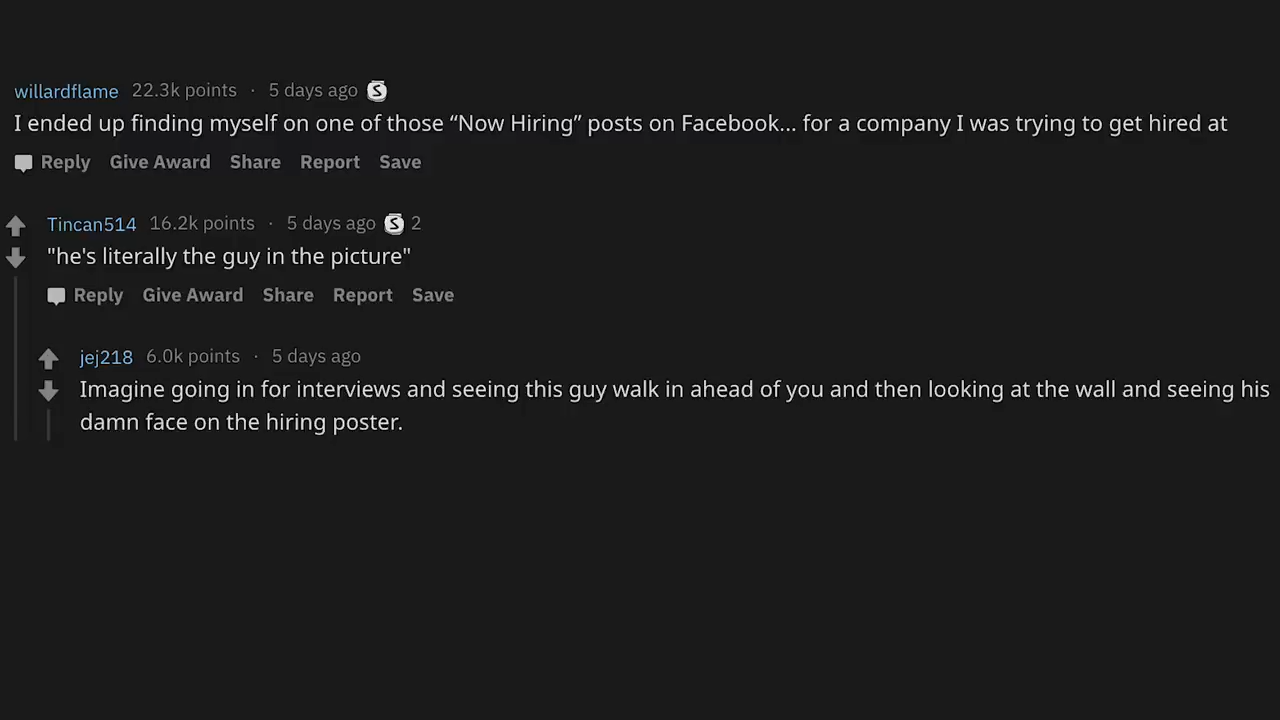 willardflame 22.3k points · 5 days ago S
I ended up finding myself on one of those “Now Hiring” posts on Facebook... for a company I was trying to get hired at
Reply Give Award Share Report Save
Tincan514 16.2k points · 5 days ago S 2
"he's literally the guy in the picture"
Reply Give Award Share Report Save
jej218 6.0k points · 5 days ago
Imagine going in for interviews and seeing this guy walk in ahead of you and then looking at the wall and seeing his
damn face on the hiring poster.